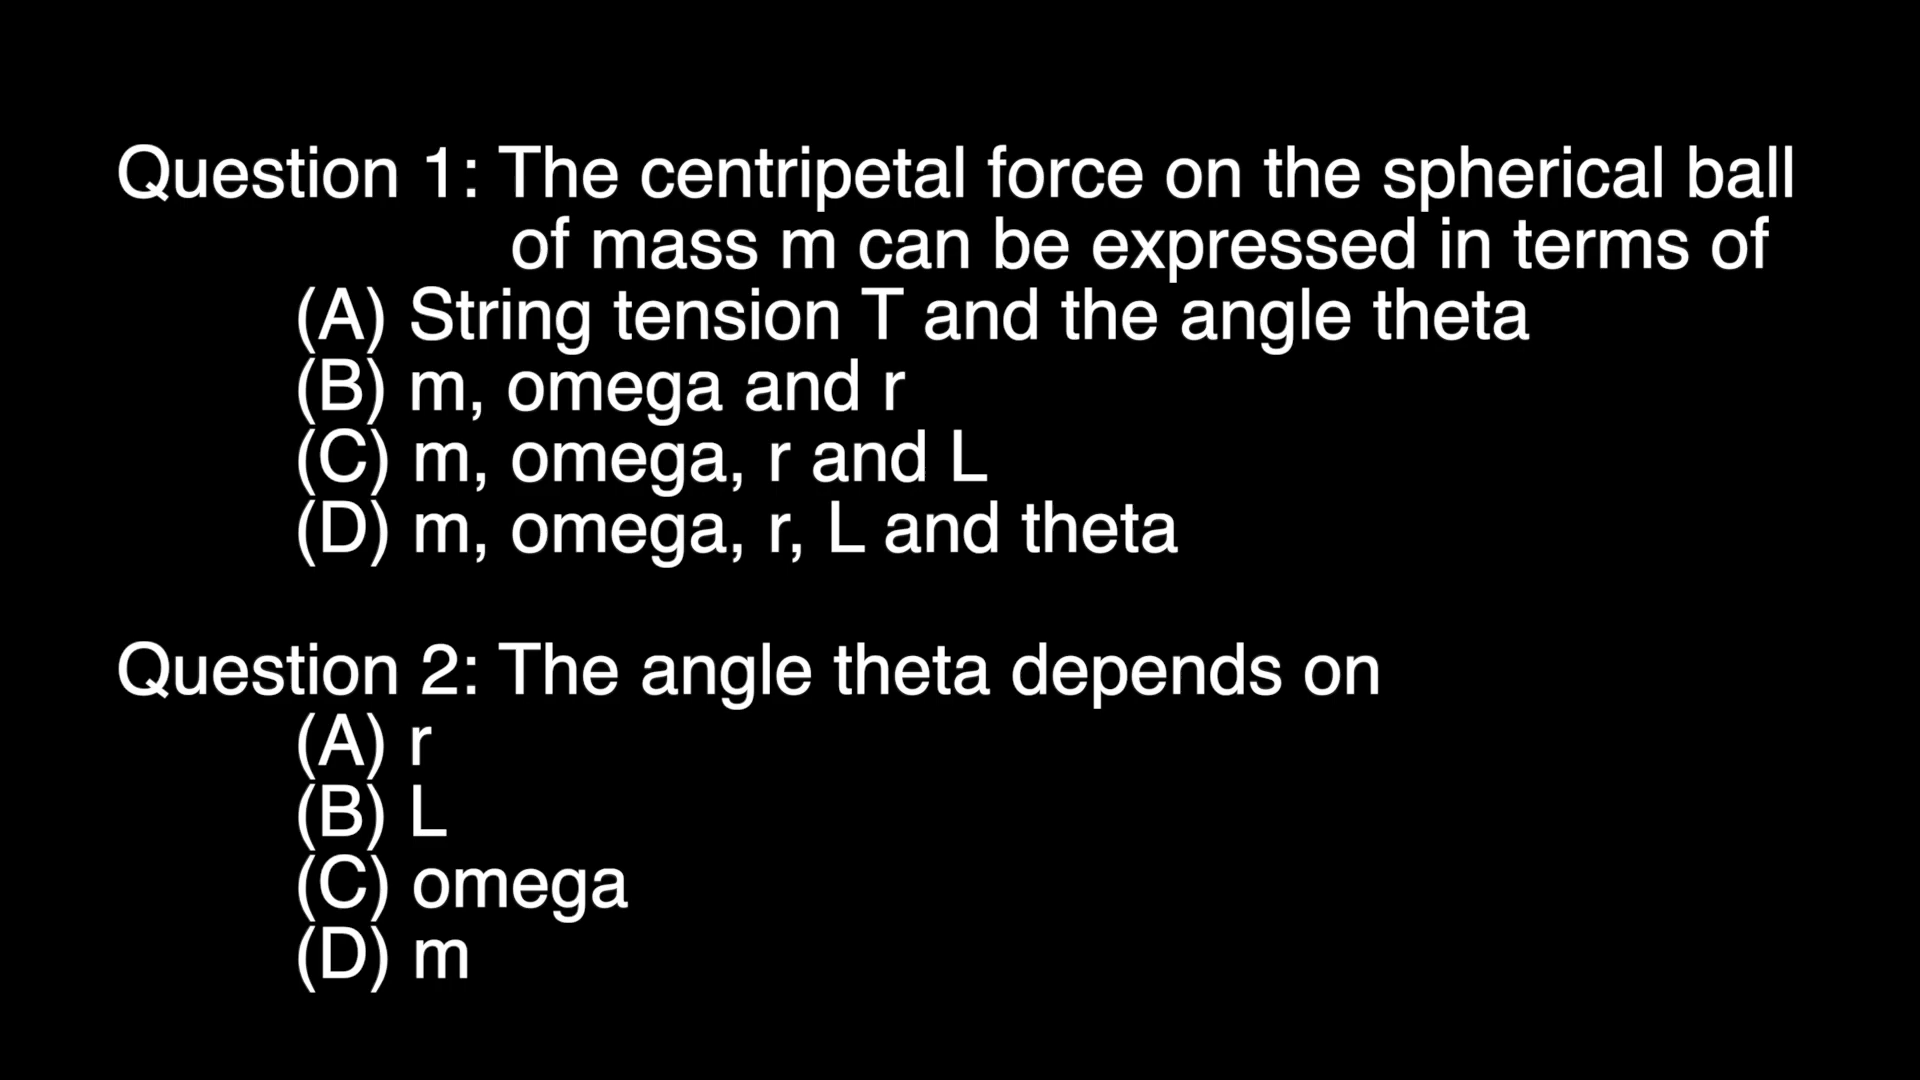 Question 1: The centripetal force on the spherical ball
of mass m can be expressed in terms of
(A) String tension T and the angle theta
(B) m, omega and r
(C) m, omega, r and L
(D) m, omega, r, L and theta
Question 2: The angle theta depends on
(A) r
(B) L
(C) omega
(D) m